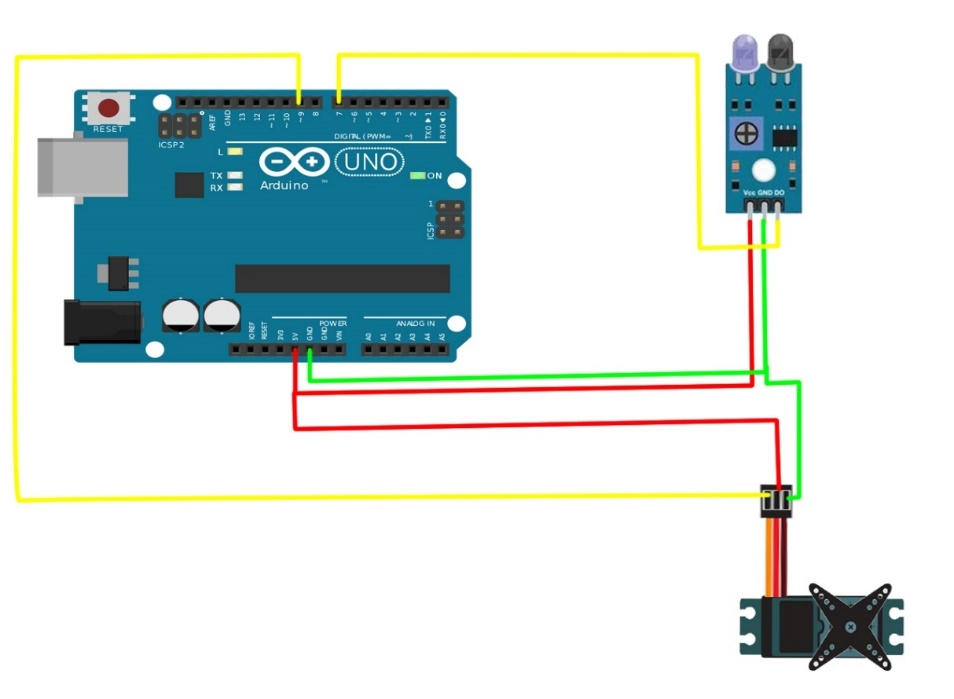 RESET
ICSP2
AREF
GND
13
12
~11
~10
~9
8
7
~6
~5
4
~3
2
TX0▶1
RX0◀0
DIGITAL (PWM=
L
TX
RX
Arduino
UNO
™
ON
1
ICSP
Vcc GND DO
IOREF
RESET
3V3
5V
GND
GND
VIN
POWER
ANALOG IN
A0
A1
A2
A3
A4
A5